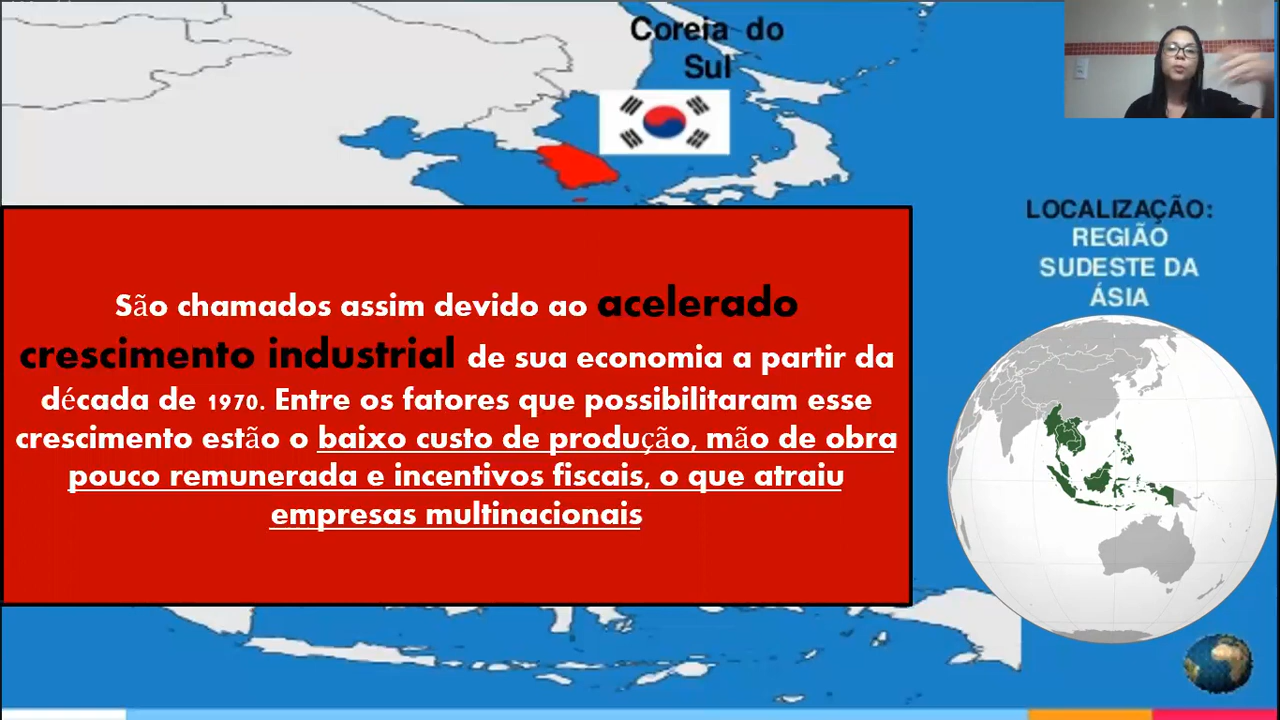 Coreia do
Sul
LOCALIZAÇÃO:
REGIÃO
SUDESTE DA
ÁSIA
São chamados assim devido ao acelerado
crescimento industrial de sua economia a partir da
década de 1970. Entre os fatores que possibilitaram esse
crescimento estão o baixo custo de produção, mão de obra
pouco remunerada e incentivos fiscais, o que atraiu
empresas multinacionais